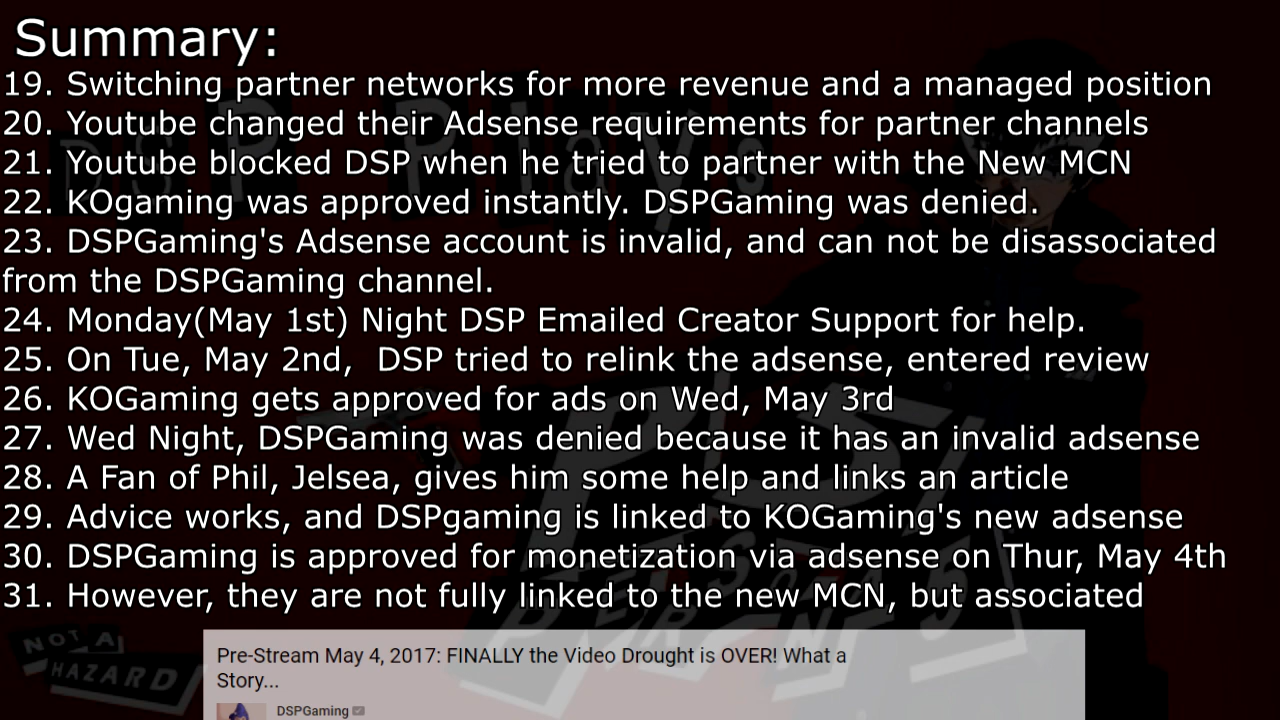 Summary:
19. Switching partner networks for more revenue and a managed position
20. Youtube changed their Adsense requirements for partner channels
21. Youtube blocked DSP when he tried to partner with the New MCN
22. KOgaming was approved instantly. DSPGaming was denied.
23. DSPGaming's Adsense account is invalid, and can not be disassociated
from the DSPGaming channel.
24. Monday(May 1st) Night DSP Emailed Creator Support for help.
25. On Tue, May 2nd,  DSP tried to relink the adsense, entered review
26. KOGaming gets approved for ads on Wed, May 3rd
27. Wed Night, DSPGaming was denied because it has an invalid adsense
28. A Fan of Phil, Jelsea, gives him some help and links an article
29. Advice works, and DSPgaming is linked to KOGaming's new adsense
30. DSPGaming is approved for monetization via adsense on Thur, May 4th
31. However, they are not fully linked to the new MCN, but associated
DSP Plays
PERSONA 5
NOT A
HAZARD
Pre-Stream May 4, 2017: FINALLY the Video Drought is OVER! What a
Story...
DSPGaming